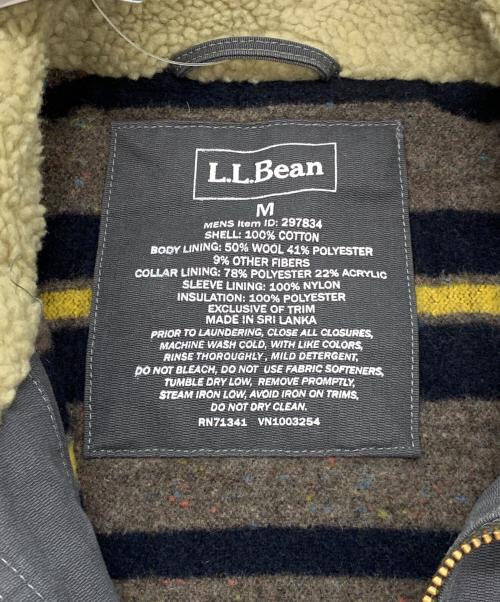 L.L.Bean
M
MENS Item ID: 297834
SHELL: 100% COTTON
BODY LINING: 50% WOOL 41% POLYESTER
9% OTHER FIBERS
COLLAR LINING: 78% POLYESTER 22% ACRYLIC
SLEEVE LINING: 100% NYLON
INSULATION: 100% POLYESTER
EXCLUSIVE OF TRIM
MADE IN SRI LANKA
PRIOR TO LAUNDERING, CLOSE ALL CLOSURES,
MACHINE WASH COLD, WITH LIKE COLORS,
RINSE THOROUGHLY, MILD DETERGENT,
DO NOT BLEACH, DO NOT USE FABRIC SOFTENERS,
TUMBLE DRY LOW, REMOVE PROMPTLY,
STEAM IRON LOW, AVOID IRON ON TRIMS,
DO NOT DRY CLEAN.
RN71341 VN1003254